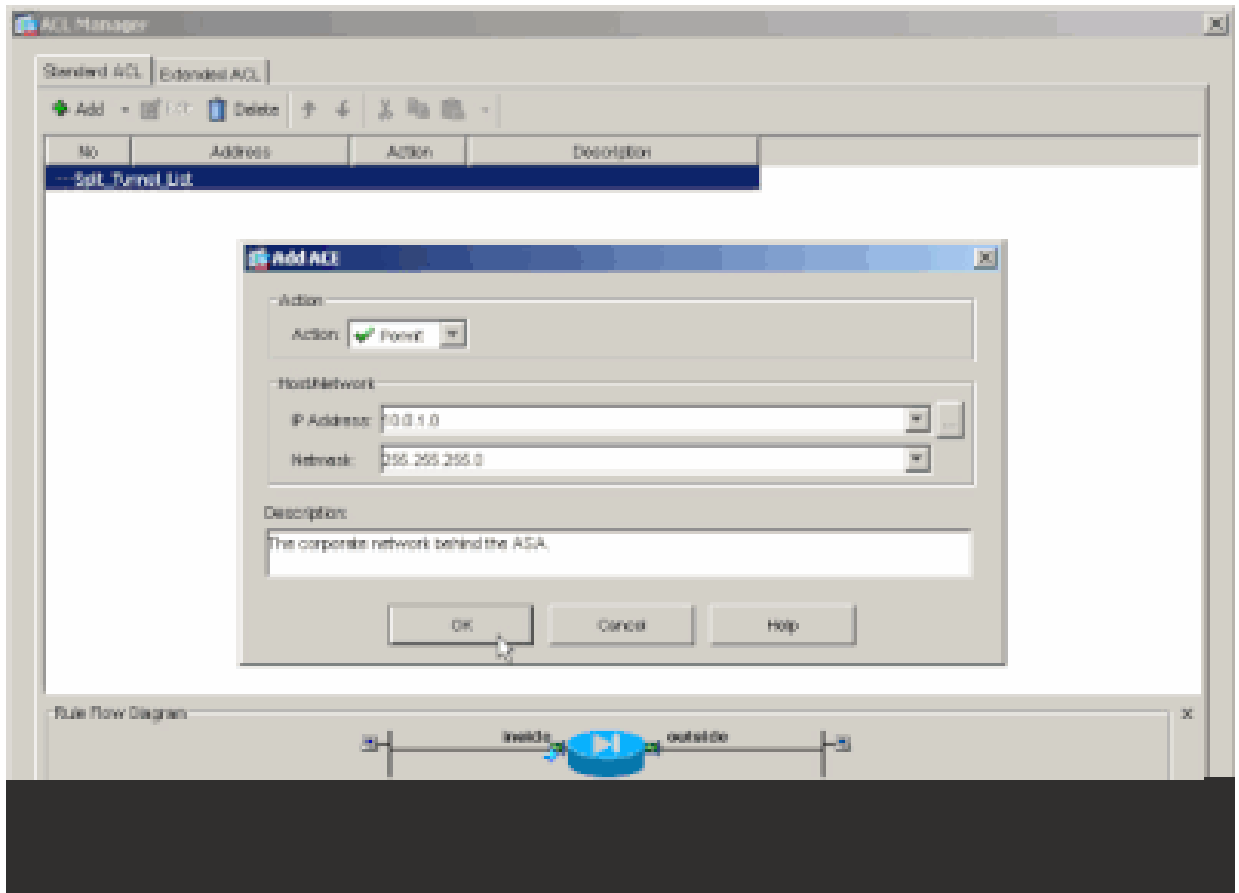 ACL Manager
Standard ACL Extended ACL
Add Edit Delete
No Address Action Description
Split_Tunnel_List
Add ACE
Action
Action: Permit
Host/Network
IP Address: 10.0.1.0
...
Netmask: 255.255.255.0
Description:
The corporate network behind the ASA.
OK Cancel Help
Rule Flow Diagram
inside outside